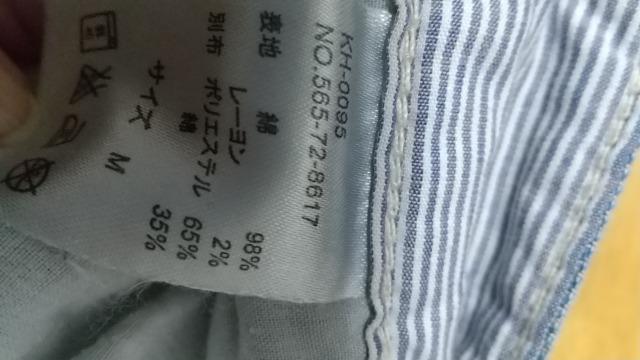 KH-0095
NO.565-72-8617
表地 綿 98%
レーヨン 2%
別布 ポリエステル 65%
綿 35%
サイズ M